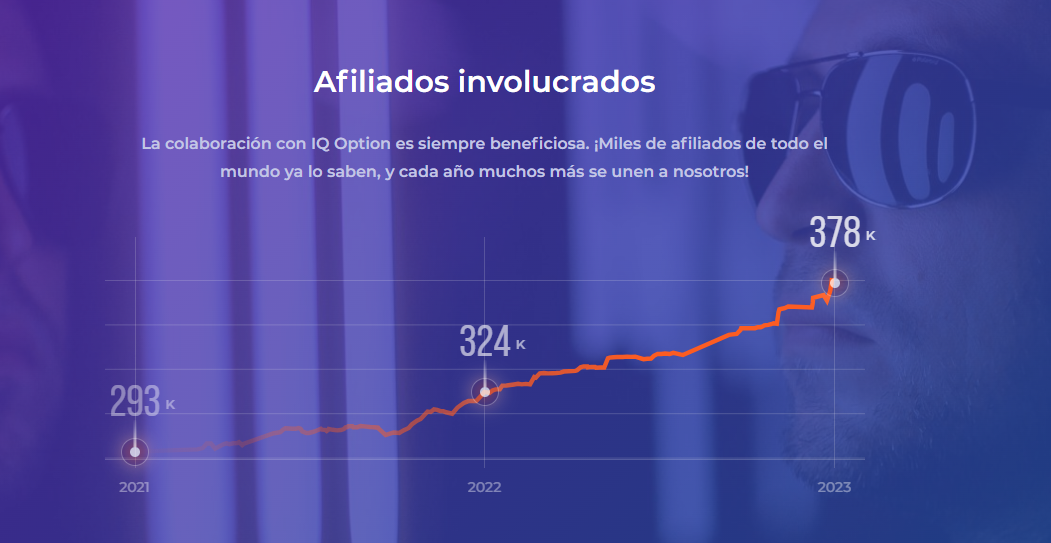 Afiliados involucrados
La colaboración con IQ Option es siempre beneficiosa. ¡Miles de afiliados de todo el
mundo ya lo saben, y cada año muchos más se unen a nosotros!
378 K
324 K
293 K
2021 2022 2023